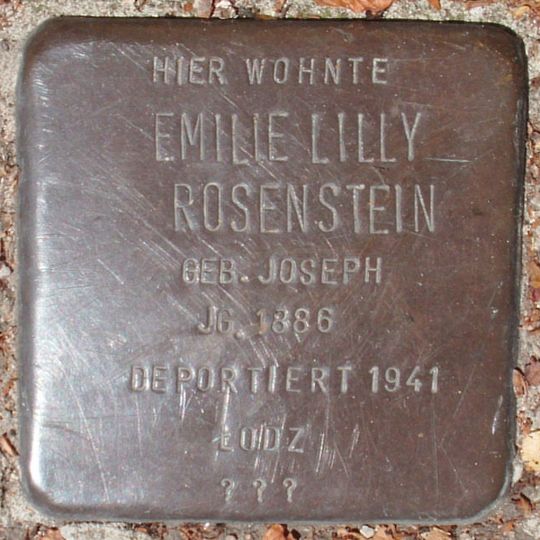 HIER WOHNTE
EMILIE LILLY
ROSENSTEIN
GEB. JOSEPH
JG. 1886
DEPORTIERT 1941
LODZ
? ? ?